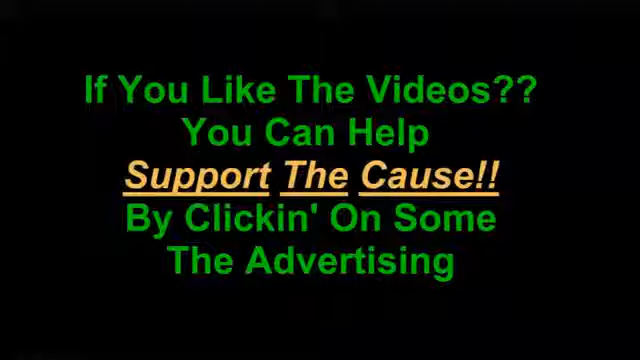 If You Like The Videos??
You Can Help
Support The Cause!!
By Clickin' On Some
The Advertising